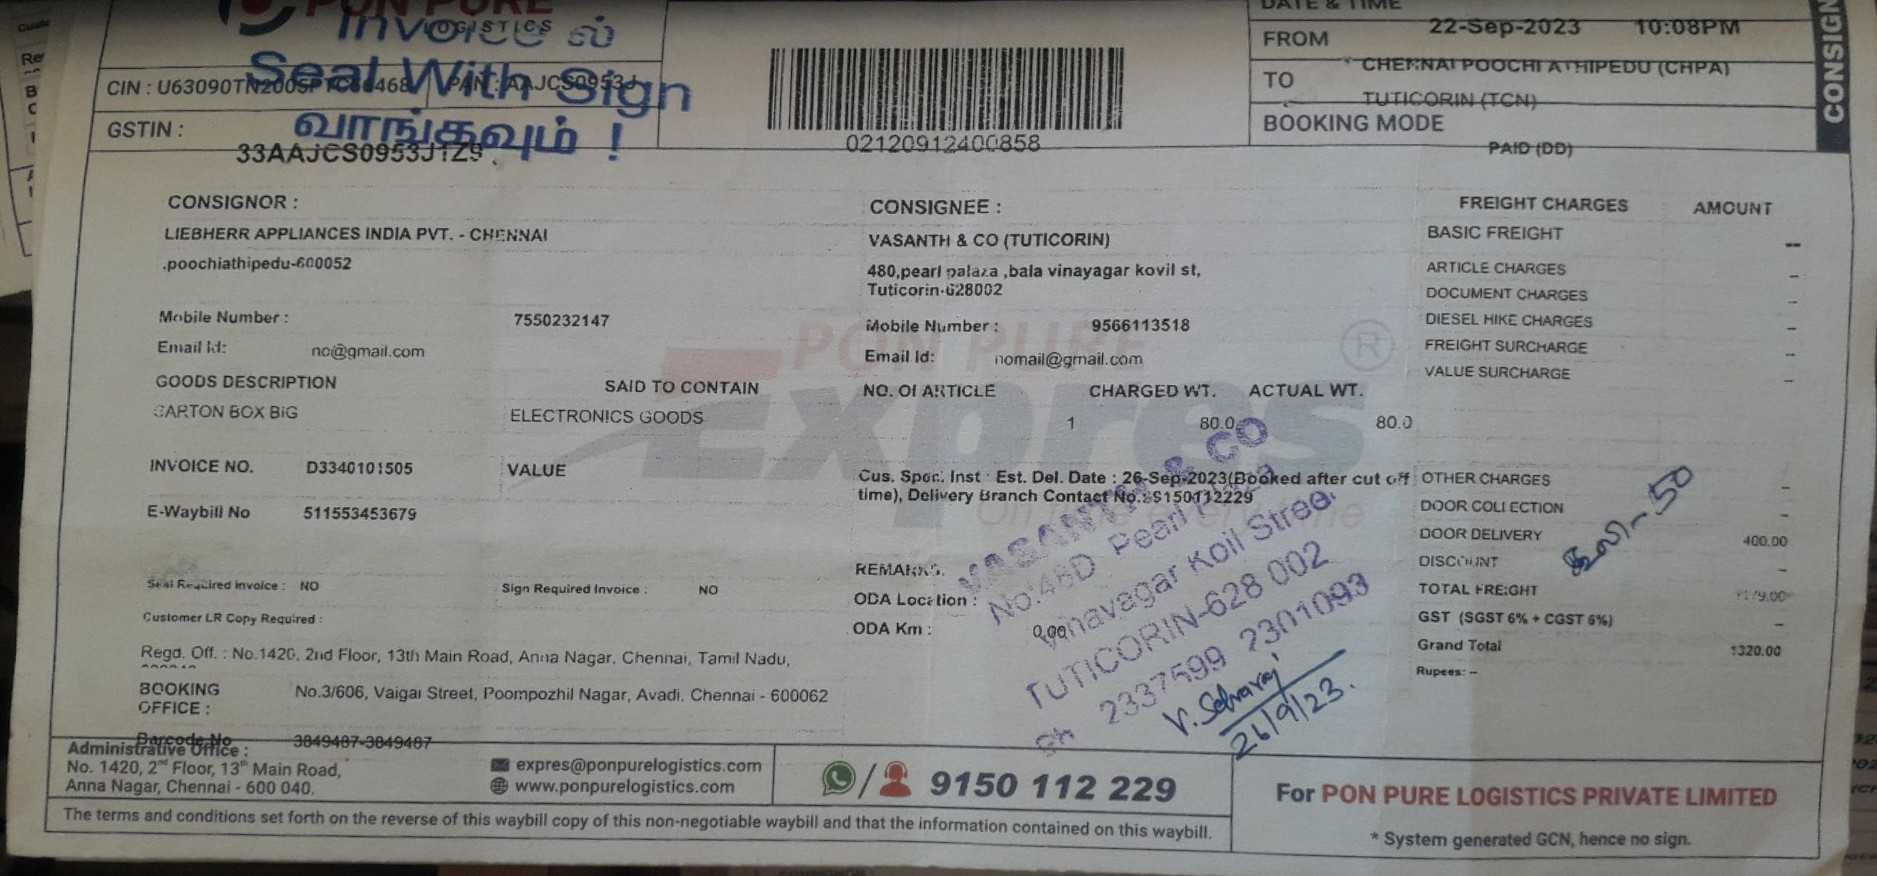 PON PURE
LOGISTICS
Invoice ல்
Seal With Sign
வாங்கவும் !
CIN : U63090TN2005PTC
PAN : AAJCS0953J
GSTIN :
33AAJCS0953J1Z9
02120912400858
DATE & TIME
22-Sep-2023 10:08PM
FROM
CHENNAI POOCHI ATHIPEDU (CHPA)
TO
TUTICORIN (TCN)
BOOKING MODE
PAID (DD)
CONSIGN
CONSIGNOR :
LIEBHERR APPLIANCES INDIA PVT. - CHENNAI
.poochiathipedu-600052
Mobile Number : 7550232147
Email Id: no@gmail.com
CONSIGNEE :
VASANTH & CO (TUTICORIN)
480,pearl palaza ,bala vinayagar kovil st,
Tuticorin-628002
Mobile Number : 9566113518
Email Id: nomail@gmail.com
FREIGHT CHARGES AMOUNT
BASIC FREIGHT --
ARTICLE CHARGES –
DOCUMENT CHARGES –
DIESEL HIKE CHARGES –
FREIGHT SURCHARGE –
VALUE SURCHARGE –
GOODS DESCRIPTION SAID TO CONTAIN
CARTON BOX BIG ELECTRONICS GOODS
NO. Of ARTICLE CHARGED WT. ACTUAL WT.
1 80.0 80.0
INVOICE NO. D3340101505 VALUE
E-Waybill No 511553453679
Cus. Spec. Inst : Est. Del. Date : 26-Sep-2023(Booked after cut off
time), Delivery Branch Contact No.:
OTHER CHARGES –
DOOR COLLECTION –
DOOR DELIVERY 400.00
DISCOUNT –
TOTAL FREIGHT
GST (SGST 6% + CGST 6%) –
Grand Total 1320.00
Rupees: --
கூலி - 50
Seal Required Invoice : NO Sign Required Invoice : NO
Customer LR Copy Required :
REMARKS.
ODA Location :
ODA Km : 0.00
Regd. Off. : No.1420, 2nd Floor, 13th Main Road, Anna Nagar, Chennai, Tamil Nadu,
BOOKING
OFFICE :
No.3/606, Vaigai Street, Poompozhil Nagar, Avadi, Chennai - 600062
Barcode No 3849487-3849487
PON PURE
Expres
®
VASANTH & CO
No.48D Pearl Plaza
Vinayagar Koil Street
TUTICORIN-628 002
Ph 2337599 2301093
V. Selvaraj
26/9/23.
Administrative Office :
No. 1420, 2nd Floor, 13th Main Road,
Anna Nagar, Chennai - 600 040.
expres@ponpurelogistics.com
www.ponpurelogistics.com
/ 9150 112 229
For PON PURE LOGISTICS PRIVATE LIMITED
The terms and conditions set forth on the reverse of this waybill copy of this non-negotiable waybill and that the information contained on this waybill.
* System generated GCN, hence no sign.